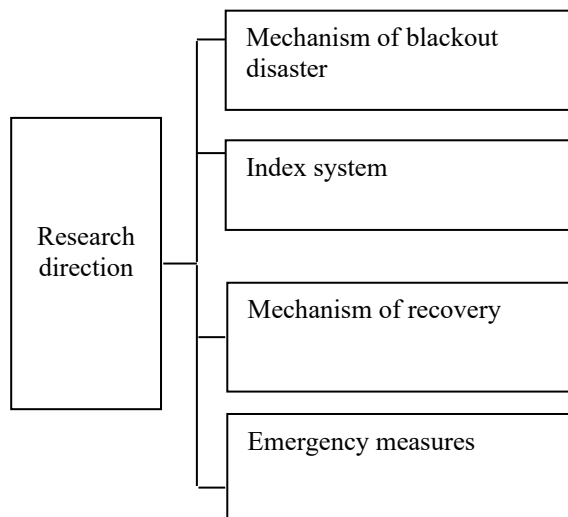 Research
direction
Mechanism of blackout
disaster
Index system
Mechanism of recovery
Emergency measures